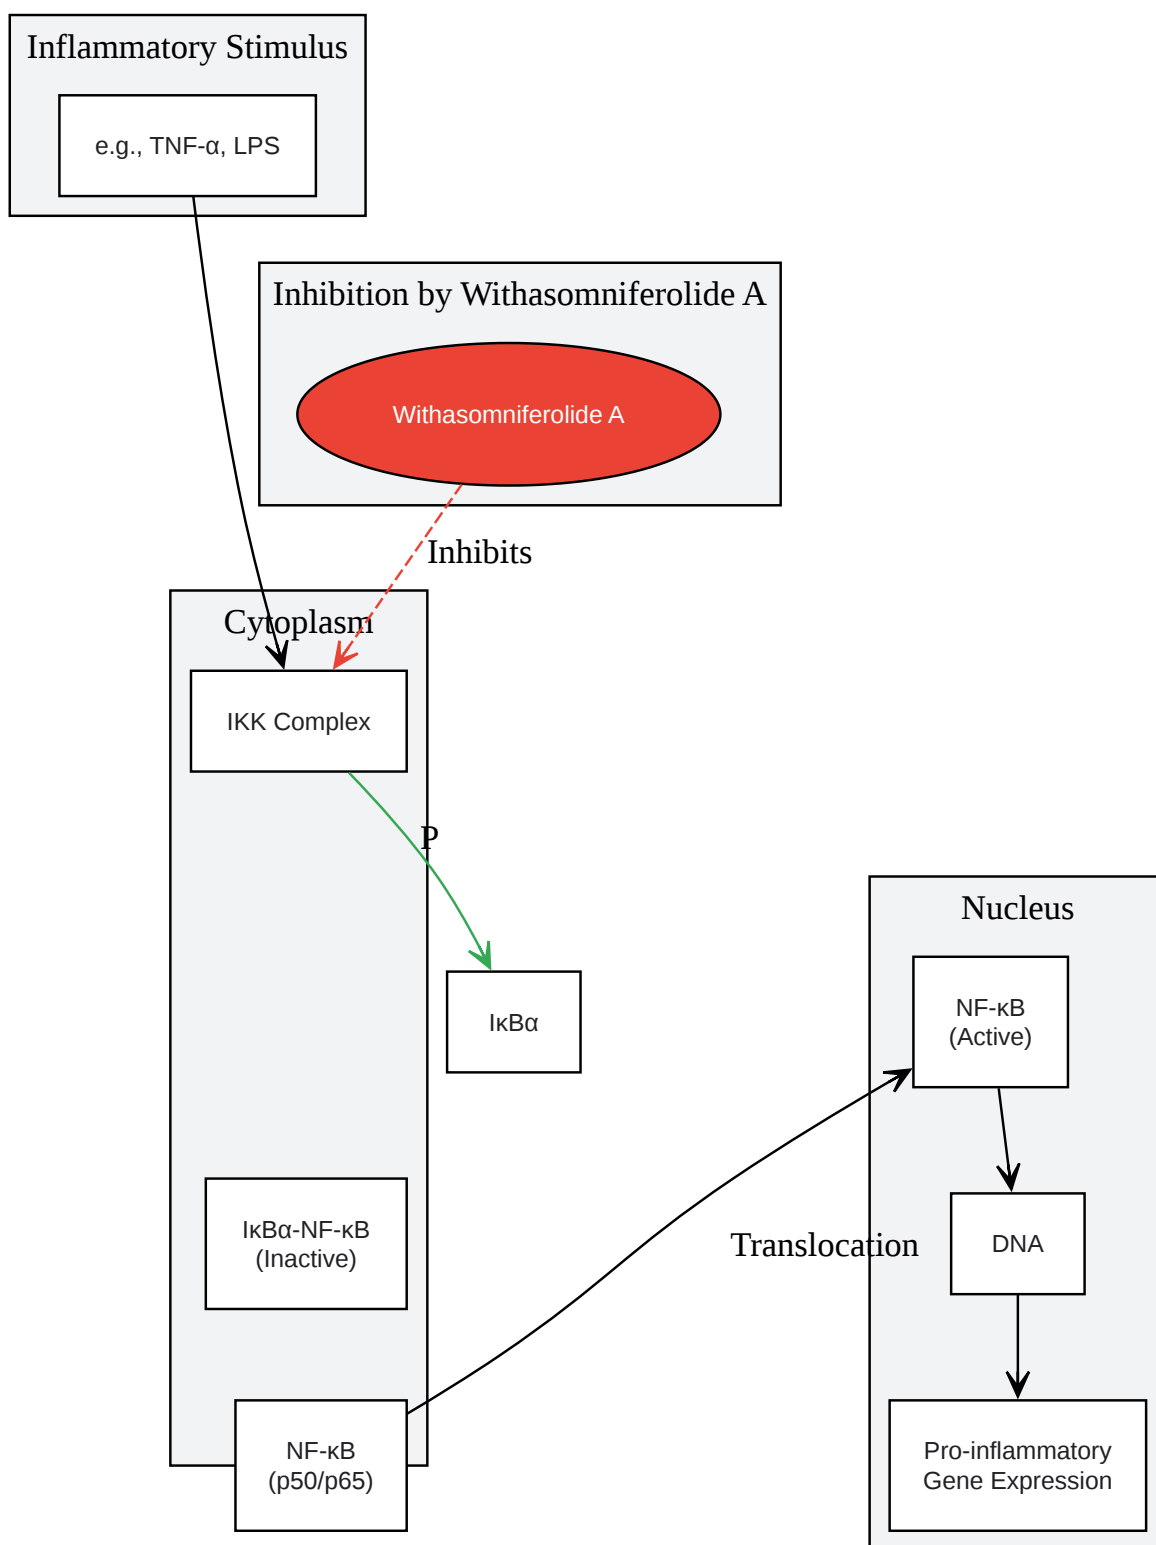 Inflammatory Stimulus
e.g., TNF-α, LPS
Inhibition by Withasomniferolide A
Withasomniferolide A
Inhibits
Cytoplasm
IKK Complex
P
IκBα
Nucleus
NF-κB
(Active)
IκBα-NF-κB
(Inactive)
Translocation
DNA
NF-κB
(p50/p65)
Pro-inflammatory
Gene Expression